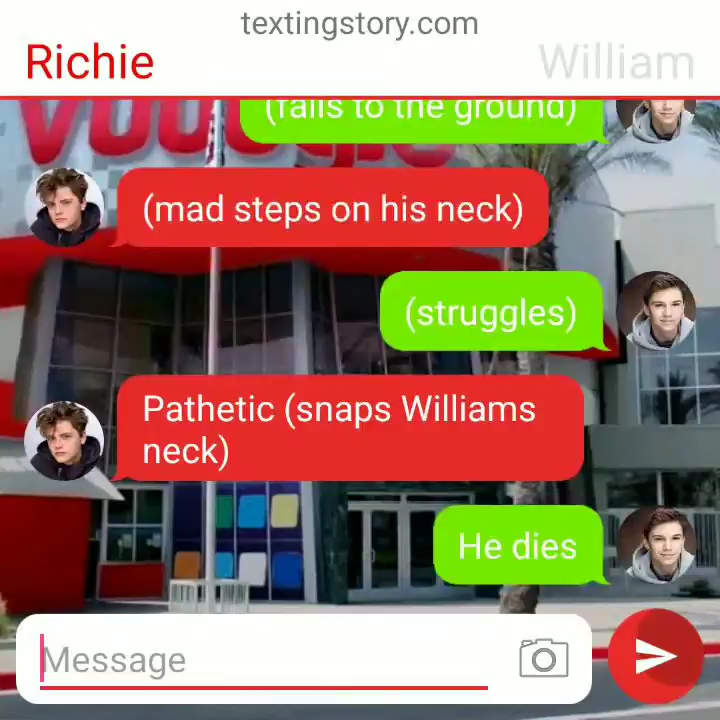 textingstory.com
Richie
William
(falls to the ground)
(mad steps on his neck)
(struggles)
Pathetic (snaps Williams
neck)
He dies
Message